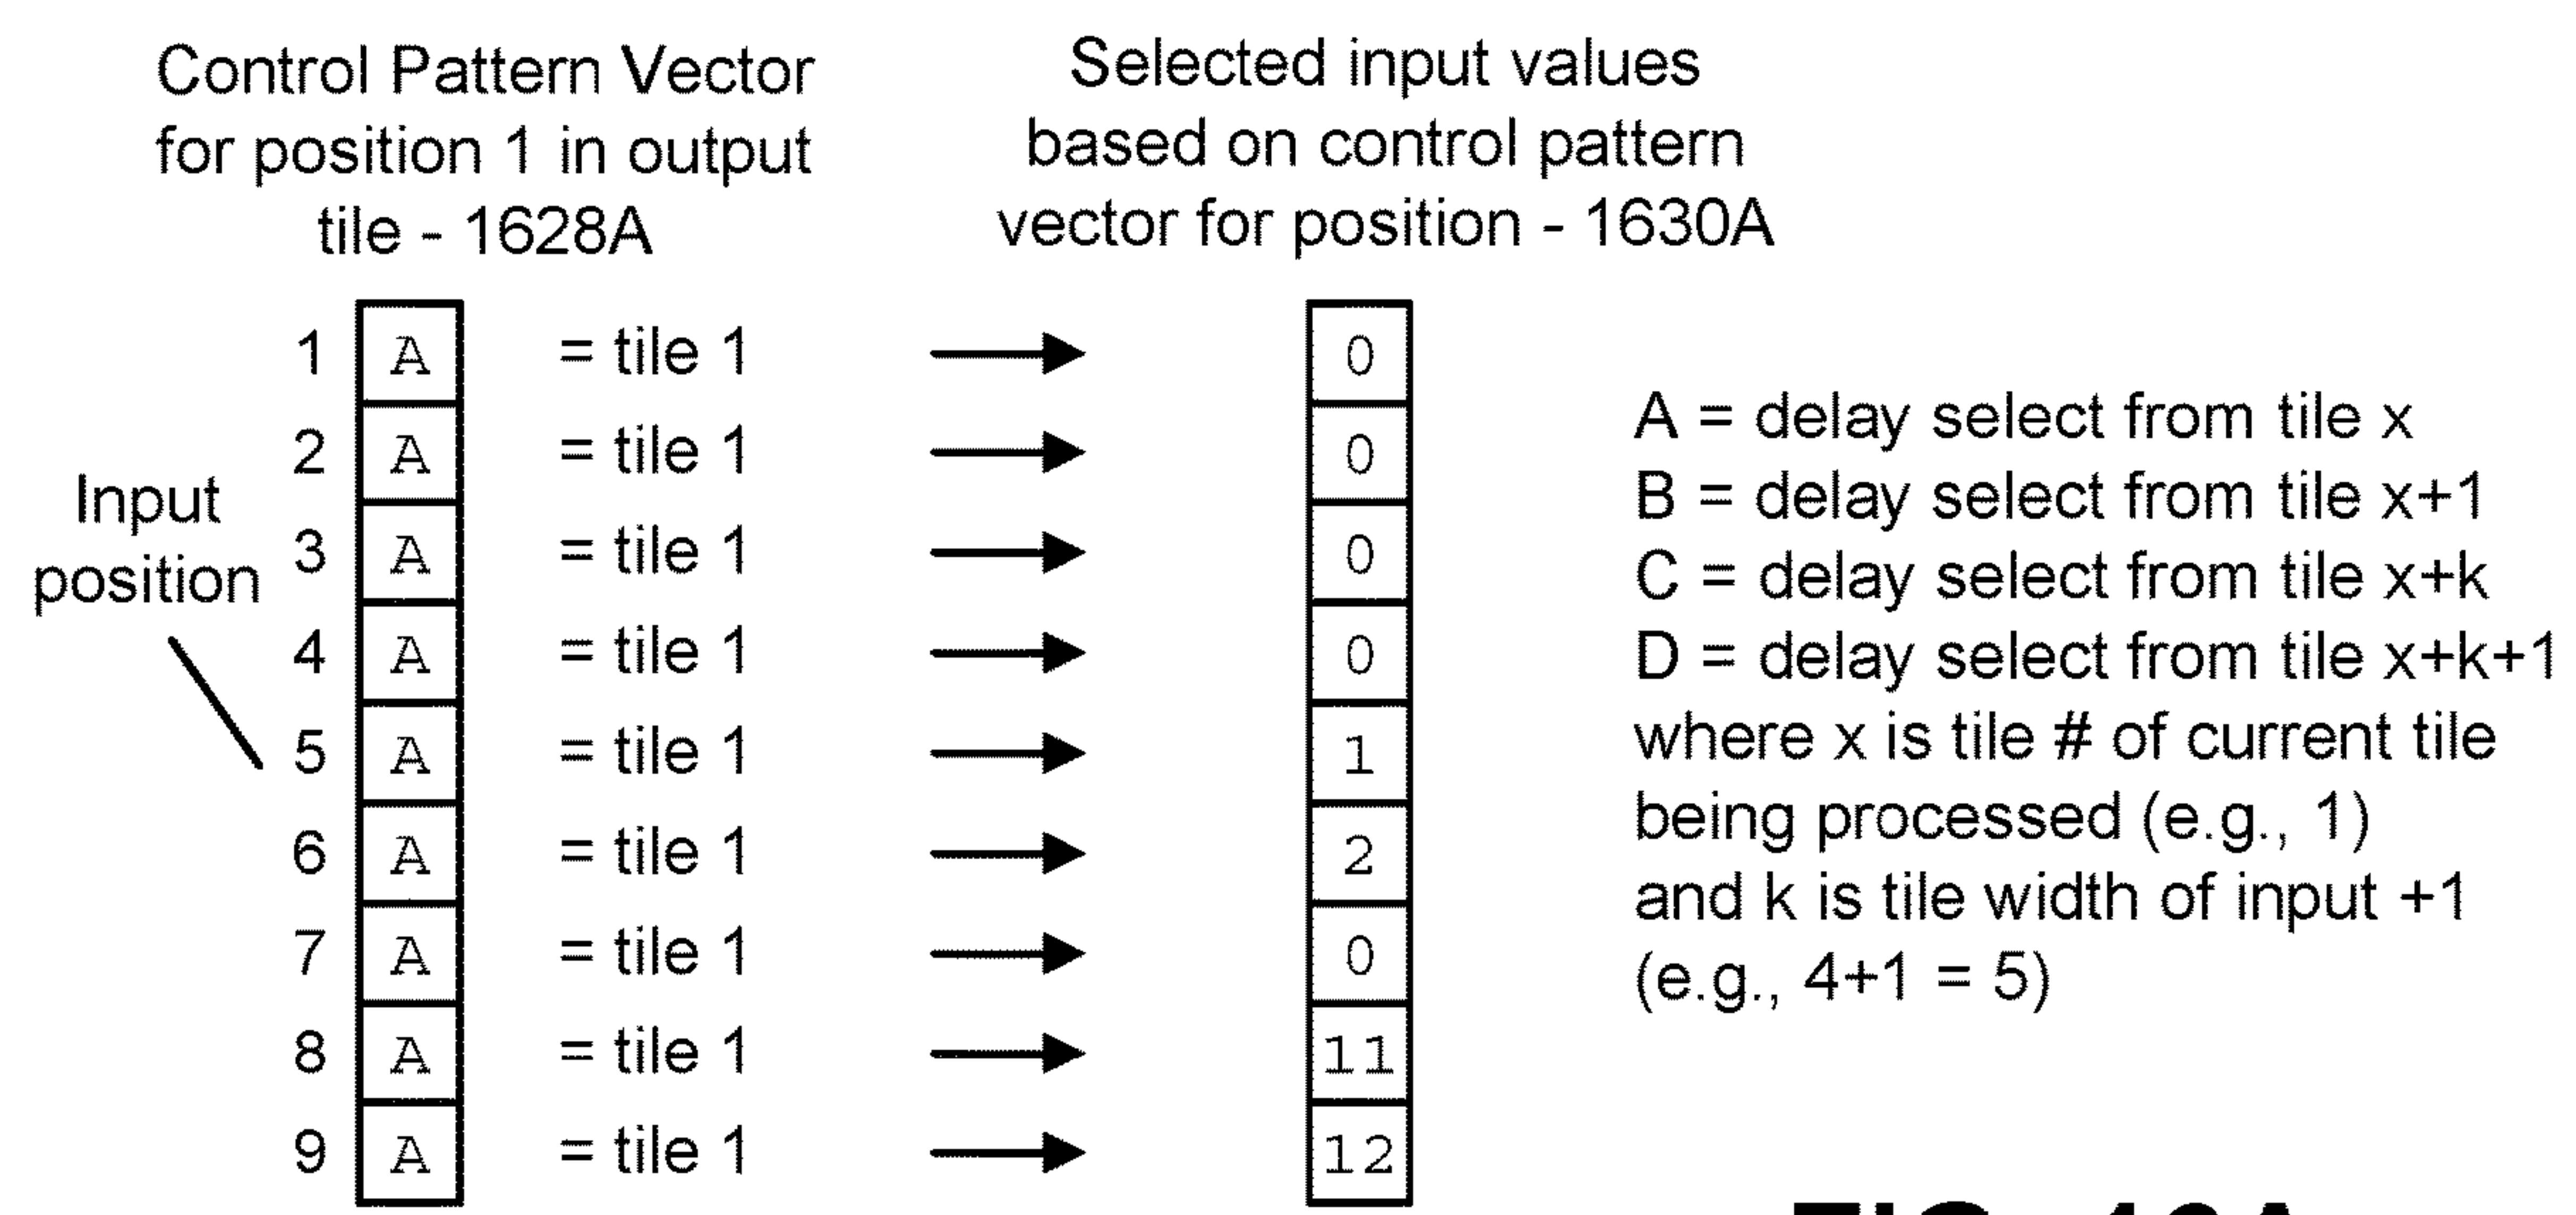 Control Pattern Vector
for position 1 in output
tile - 1628A
Selected input values
based on control pattern
vector for position - 1630A
Input
position
1 A = tile 1 0
2 A = tile 1 0
3 A = tile 1 0
4 A = tile 1 0
5 A = tile 1 1
6 A = tile 1 2
7 A = tile 1 0
8 A = tile 1 11
9 A = tile 1 12
A = delay select from tile x
B = delay select from tile x+1
C = delay select from tile x+k
D = delay select from tile x+k+1
where x is tile # of current tile
being processed (e.g., 1)
and k is tile width of input +1
(e.g., 4+1 = 5)